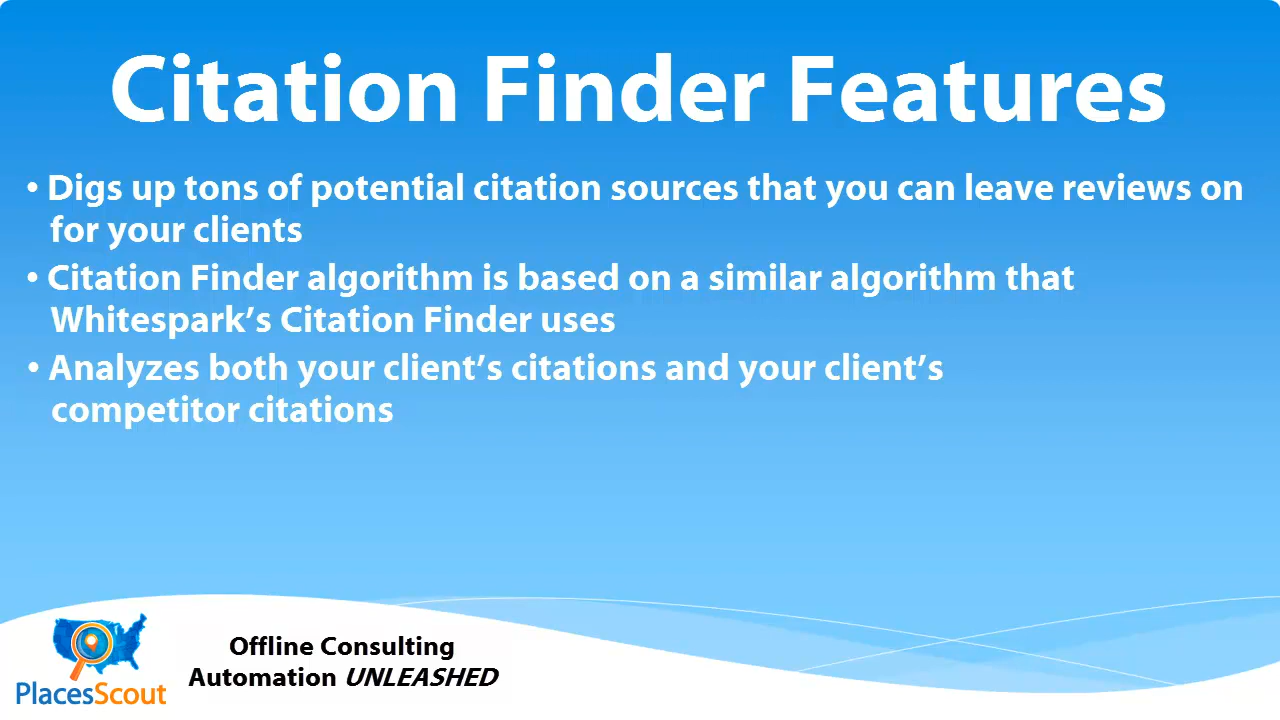 Citation Finder Features
• Digs up tons of potential citation sources that you can leave reviews on
for your clients
• Citation Finder algorithm is based on a similar algorithm that
Whitespark’s Citation Finder uses
• Analyzes both your client’s citations and your client’s
competitor citations
Offline Consulting
Automation UNLEASHED
PlacesScout